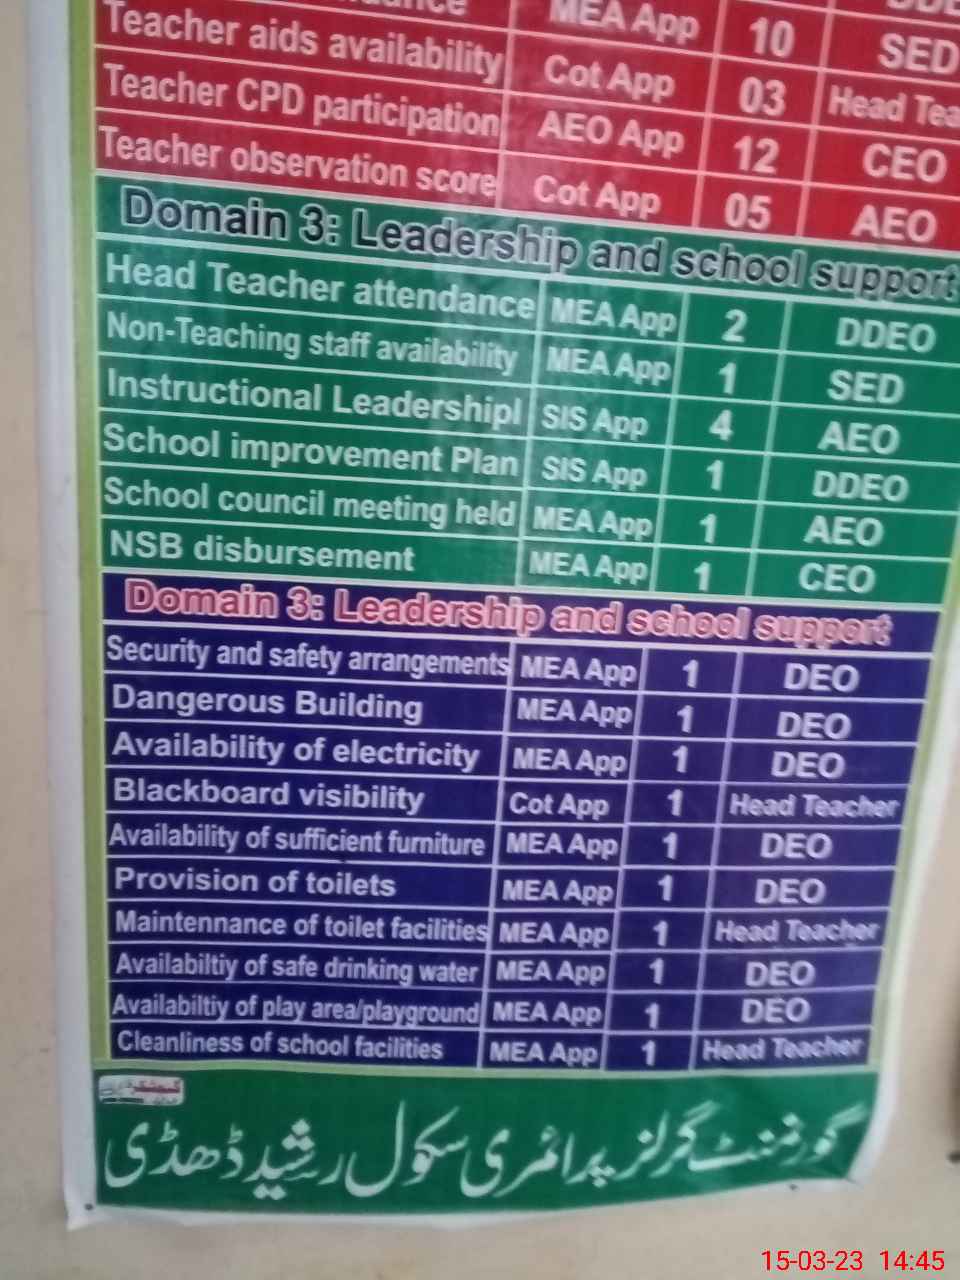 MEA App 10 SED
Teacher aids availability Cot App 03 Head Tea
Teacher CPD participation AEO App 12 CEO
Teacher observation score Cot App 05 AEO
Domain 3: Leadership and school support
Head Teacher attendance MEA App 2 DDEO
Non-Teaching staff availability MEA App 1 SED
Instructional Leadershipl SIS App 4 AEO
School improvement Plan SIS App 1 DDEO
School council meeting held MEA App 1 AEO
NSB disbursement MEA App 1 CEO
Domain 3: Leadership and school support
Security and safety arrangements MEA App 1 DEO
Dangerous Building MEA App 1 DEO
Availability of electricity MEA App 1 DEO
Blackboard visibility Cot App 1 Head Teacher
Availability of sufficient furniture MEA App 1 DEO
Provision of toilets MEA App 1 DEO
Maintennance of toilet facilities MEA App 1 Head Teacher
Availabiltiy of safe drinking water MEA App 1 DEO
Availabiltiy of play area/playground MEA App 1 DEO
Cleanliness of school facilities MEA App 1 Head Teacher
گورنمنٹ گرلز پرائمری سکول رشید ڈھڈی
15-03-23 14:45